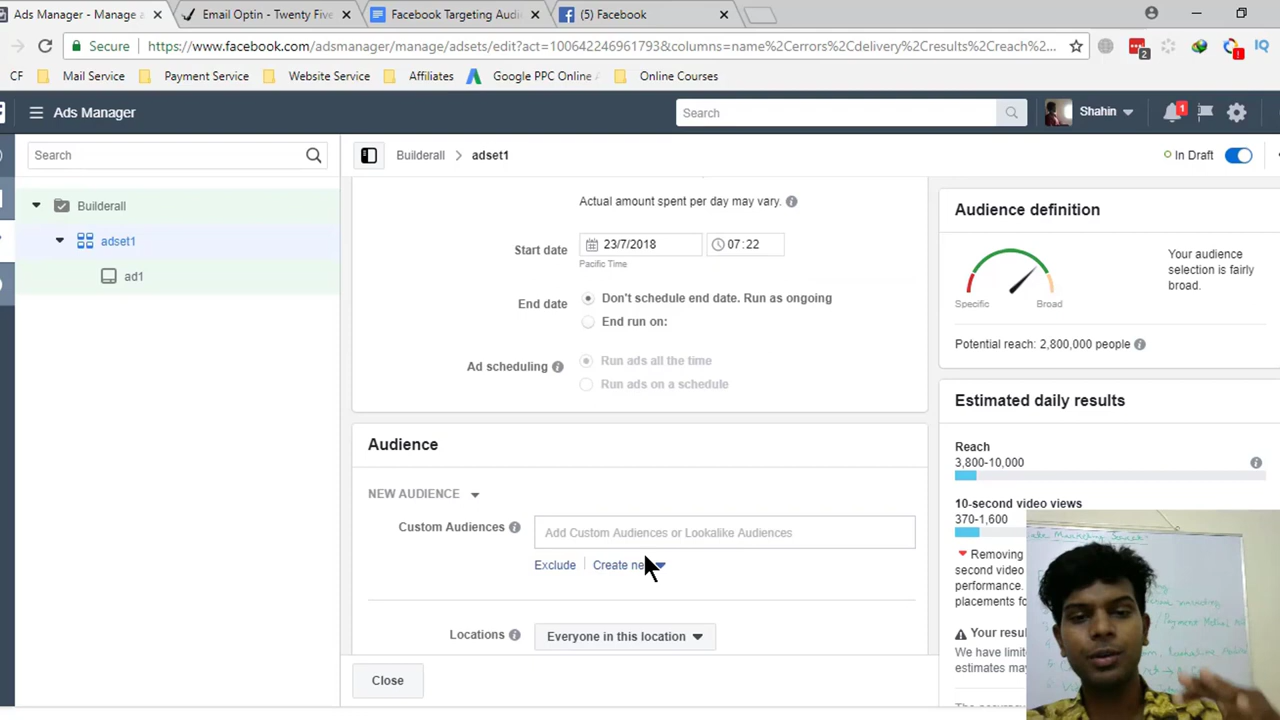 Ads Manager - Manage a
Email Optin - Twenty Five
Facebook Targeting Audi
(5) Facebook
Secure
https://www.facebook.com/adsmanager/manage/adsets/edit?act=100642246961793&columns=name%2Cerrors%2Cdelivery%2Cresults%2Creach%2C...
CF
Mail Service
Payment Service
Website Service
Affiliates
Google PPC Online A
Online Courses
Ads Manager
Search
Shahin
1
Search
Builderall > adset1
In Draft
Builderall
adset1
ad1
Actual amount spent per day may vary.
Start date
23/7/2018
07:22
Pacific Time
End date
Don't schedule end date. Run as ongoing
End run on:
Ad scheduling
Run ads all the time
Run ads on a schedule
Audience
NEW AUDIENCE
Custom Audiences
Add Custom Audiences or Lookalike Audiences
Exclude
Create ne
Locations
Everyone in this location
Close
Audience definition
Specific
Broad
Your audience
selection is fairly
broad.
Potential reach: 2,800,000 people
Estimated daily results
Reach
3,800-10,000
10-second video views
370-1,600
Removing
second video
performance.
placements fo
Your resu
We have limite
estimates may